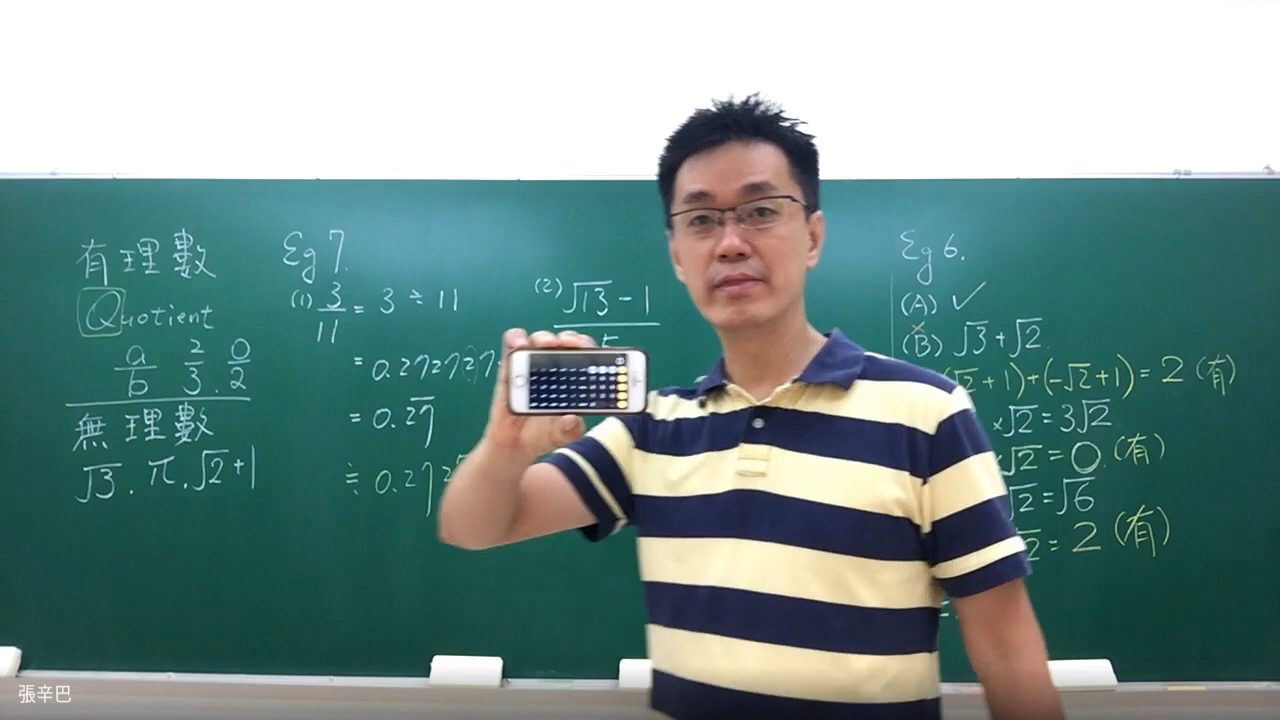 有理數
Quotient
a/b 2/3 . 0/2
無理數
√3 . π . √2+1
Eg 7.
(1) 3/11 = 3 ÷ 11
= 0.272727
= 0.27
≒ 0.272
(2) √13 - 1
Eg 6.
(A) ✓
(B) √3+√2
√2+1)+(-√2+1)=2 (有)
×√2=3√2
×√2=0.(有)
√2=√6
2=2 (有)
張辛巴